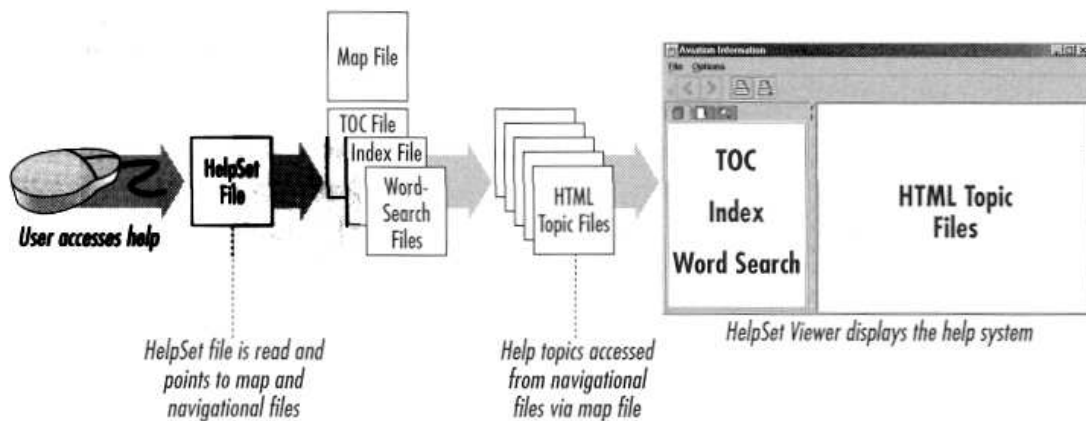 Map File
TOC File
Index File
Word-
Search
Files
HelpSet
File
User accesses help
HTML
Topic Files
Aviation Information
File Options
TOC
Index
Word Search
HTML Topic
Files
HelpSet Viewer displays the help system
HelpSet file is read and
points to map and
navigational files
Help topics accessed
from navigational
files via map file